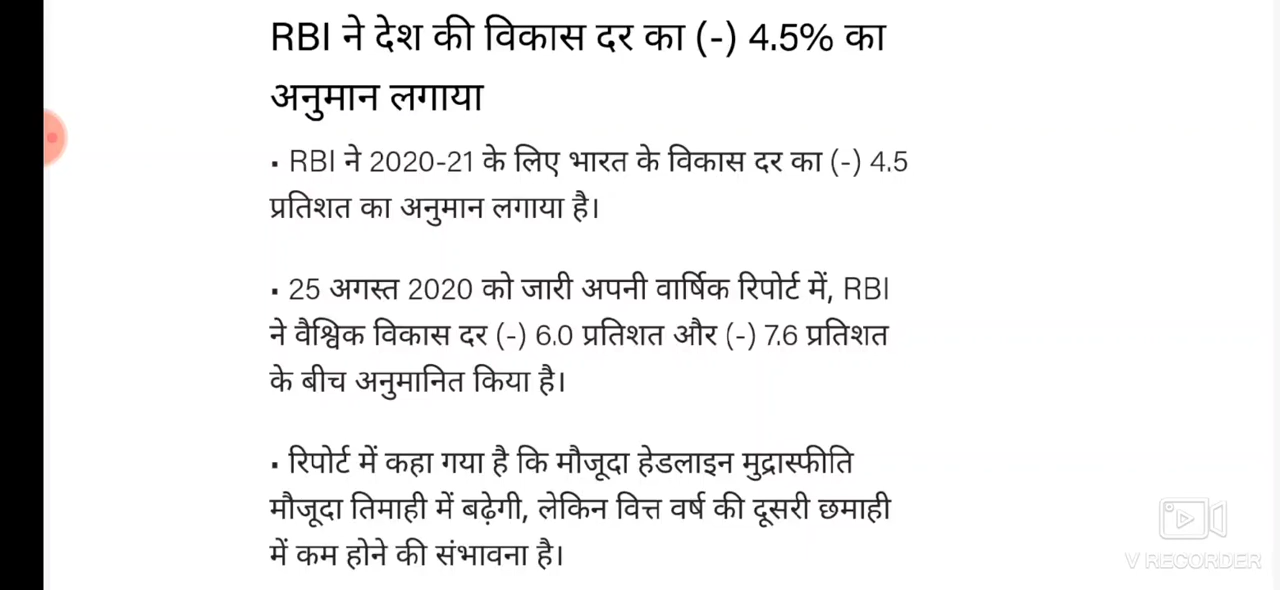 RBI ने देश की विकास दर का (-) 4.5% का
अनुमान लगाया
▪ RBI ने 2020-21 के लिए भारत के विकास दर का (-) 4.5
प्रतिशत का अनुमान लगाया है।
▪ 25 अगस्त 2020 को जारी अपनी वार्षिक रिपोर्ट में, RBI
ने वैश्विक विकास दर (-) 6.0 प्रतिशत और (-) 7.6 प्रतिशत
के बीच अनुमानित किया है।
▪ रिपोर्ट में कहा गया है कि मौजूदा हेडलाइन मुद्रास्फीति
मौजूदा तिमाही में बढ़ेगी, लेकिन वित्त वर्ष की दूसरी छमाही
में कम होने की संभावना है।
V RECORDER